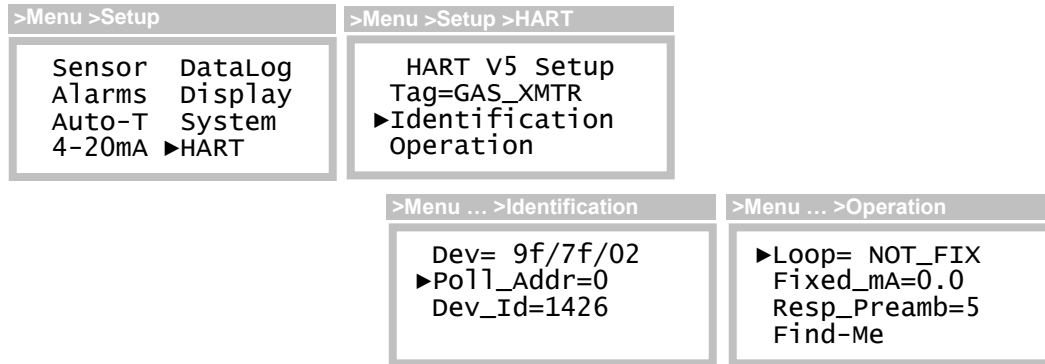 >Menu >Setup
Sensor DataLog
Alarms Display
Auto-T System
4-20mA ►HART
>Menu >Setup >HART
HART V5 Setup
Tag=GAS_XMTR
►Identification
Operation
>Menu … >Identification
Dev= 9f/7f/02
►Poll_Addr=0
Dev_Id=1426
>Menu … >Operation
►Loop= NOT_FIX
Fixed_mA=0.0
Resp_Preamb=5
Find-Me